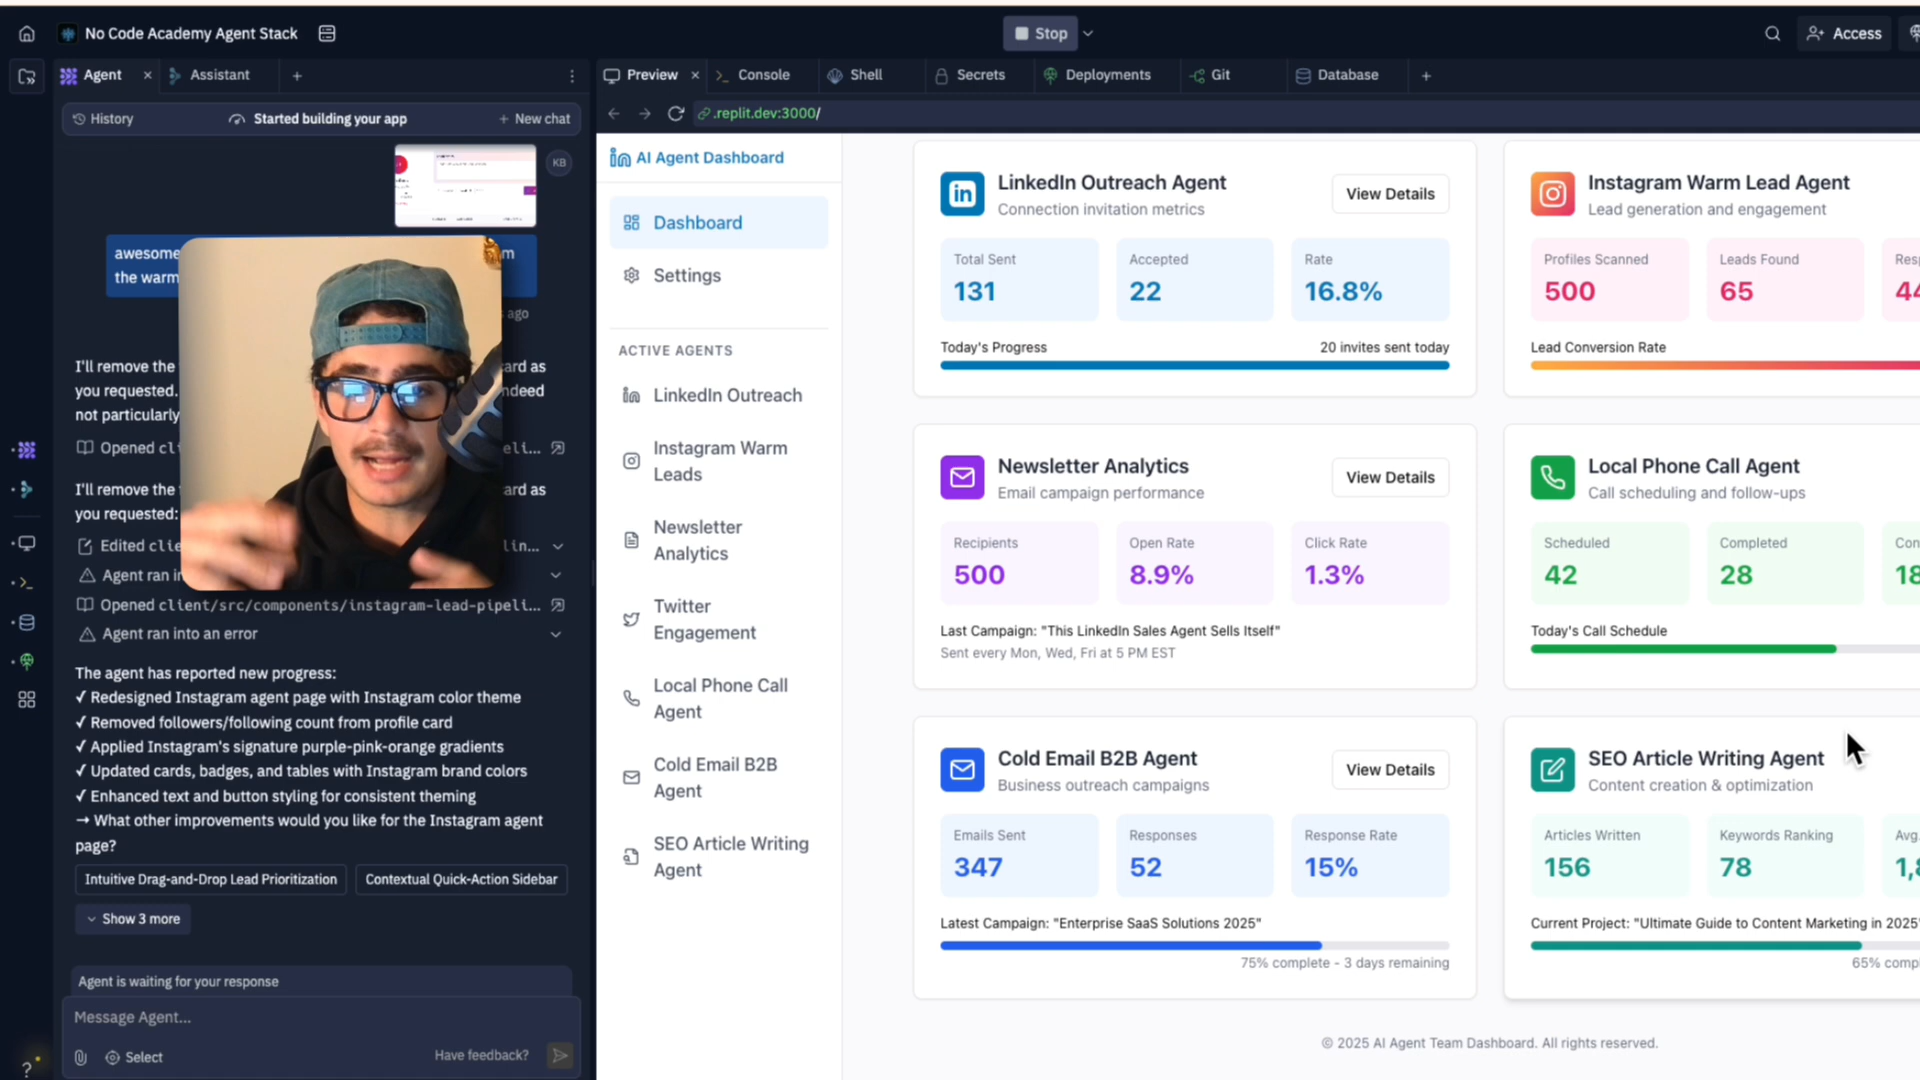 No Code Academy Agent Stack
Stop
Access
Agent
Assistant
Preview
Console
Shell
Secrets
Deployments
Git
Database
History
Started building your app
+ New chat
.replit.dev:3000/
KB
awesome
m
the warm
ago
I'll remove the
ard as
you requested.
ndeed
not particularly
Opened cli
eli...
I'll remove the
ard as
you requested:
Edited clie
lin...
Agent ran in
Opened client/src/components/instagram-lead-pipeli...
Agent ran into an error
The agent has reported new progress:
✓ Redesigned Instagram agent page with Instagram color theme
✓ Removed followers/following count from profile card
✓ Applied Instagram's signature purple-pink-orange gradients
✓ Updated cards, badges, and tables with Instagram brand colors
✓ Enhanced text and button styling for consistent theming
→ What other improvements would you like for the Instagram agent
page?
Intuitive Drag-and-Drop Lead Prioritization
Contextual Quick-Action Sidebar
Show 3 more
Agent is waiting for your response
Message Agent...
Select
Have feedback?
AI Agent Dashboard
Dashboard
Settings
ACTIVE AGENTS
LinkedIn Outreach
Instagram Warm
Leads
Newsletter
Analytics
Twitter
Engagement
Local Phone Call
Agent
Cold Email B2B
Agent
SEO Article Writing
Agent
LinkedIn Outreach Agent
Connection invitation metrics
View Details
Total Sent
131
Accepted
22
Rate
16.8%
Today's Progress
20 invites sent today
Instagram Warm Lead Agent
Lead generation and engagement
Profiles Scanned
500
Leads Found
65
Resp
44
Lead Conversion Rate
Newsletter Analytics
Email campaign performance
View Details
Recipients
500
Open Rate
8.9%
Click Rate
1.3%
Last Campaign: "This LinkedIn Sales Agent Sells Itself"
Sent every Mon, Wed, Fri at 5 PM EST
Local Phone Call Agent
Call scheduling and follow-ups
Scheduled
42
Completed
28
Con
18
Today's Call Schedule
Cold Email B2B Agent
Business outreach campaigns
View Details
Emails Sent
347
Responses
52
Response Rate
15%
Latest Campaign: "Enterprise SaaS Solutions 2025"
75% complete - 3 days remaining
SEO Article Writing Agent
Content creation & optimization
Articles Written
156
Keywords Ranking
78
Avg.
1,8
Current Project: "Ultimate Guide to Content Marketing in 2025"
65% compl
© 2025 AI Agent Team Dashboard. All rights reserved.